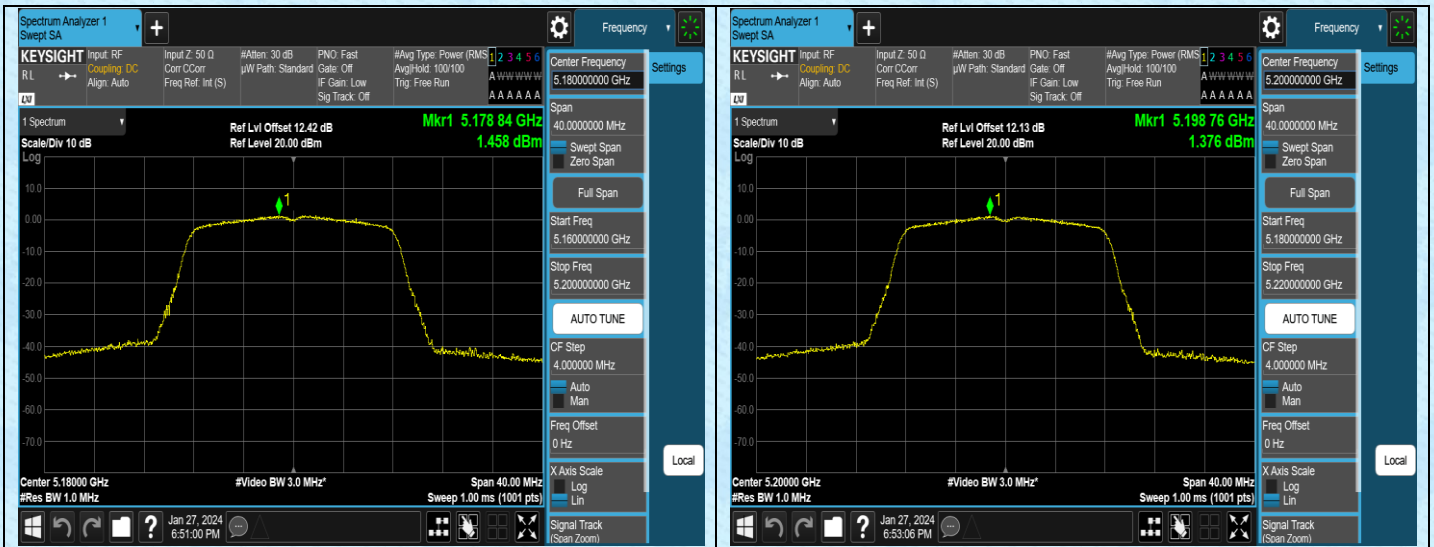 Spectrum Analyzer 1
Swept SA
+
Frequency
KEYSIGHT
RL
LXI
Input: RF
Coupling: DC
Align: Auto
Input Z: 50 Ω
Corr CCorr
Freq Ref: Int (S)
#Atten: 30 dB
µW Path: Standard
PNO: Fast
Gate: Off
IF Gain: Low
Sig Track: Off
#Avg Type: Power (RMS
Avg|Hold: 100/100
Trig: Free Run
1 2 3 4 5 6
A W W W W W
A A A A A A
1 Spectrum
Scale/Div 10 dB
Log
Ref Lvl Offset 12.42 dB
Ref Level 20.00 dBm
Mkr1 5.178 84 GHz
1.458 dBm
10.0
0.00
-10.0
-20.0
-30.0
-40.0
-50.0
-60.0
-70.0
1
Center 5.18000 GHz
#Res BW 1.0 MHz
#Video BW 3.0 MHz*
Span 40.00 MHz
Sweep 1.00 ms (1001 pts)
?
Jan 27, 2024
6:51:00 PM
Center Frequency
5.180000000 GHz
Settings
Span
40.0000000 MHz
Swept Span
Zero Span
Full Span
Start Freq
5.160000000 GHz
Stop Freq
5.200000000 GHz
AUTO TUNE
CF Step
4.000000 MHz
Auto
Man
Freq Offset
0 Hz
X Axis Scale
Log
Lin
Local
Signal Track
(Span Zoom)
Spectrum Analyzer 1
Swept SA
+
Frequency
KEYSIGHT
RL
LXI
Input: RF
Coupling: DC
Align: Auto
Input Z: 50 Ω
Corr CCorr
Freq Ref: Int (S)
#Atten: 30 dB
µW Path: Standard
PNO: Fast
Gate: Off
IF Gain: Low
Sig Track: Off
#Avg Type: Power (RMS
Avg|Hold: 100/100
Trig: Free Run
1 2 3 4 5 6
A W W W W W
A A A A A A
1 Spectrum
Scale/Div 10 dB
Log
Ref Lvl Offset 12.13 dB
Ref Level 20.00 dBm
Mkr1 5.198 76 GHz
1.376 dBm
10.0
0.00
-10.0
-20.0
-30.0
-40.0
-50.0
-60.0
-70.0
1
Center 5.20000 GHz
#Res BW 1.0 MHz
#Video BW 3.0 MHz*
Span 40.00 MHz
Sweep 1.00 ms (1001 pts)
?
Jan 27, 2024
6:53:06 PM
Center Frequency
5.200000000 GHz
Settings
Span
40.0000000 MHz
Swept Span
Zero Span
Full Span
Start Freq
5.180000000 GHz
Stop Freq
5.220000000 GHz
AUTO TUNE
CF Step
4.000000 MHz
Auto
Man
Freq Offset
0 Hz
X Axis Scale
Log
Lin
Local
Signal Track
(Span Zoom)